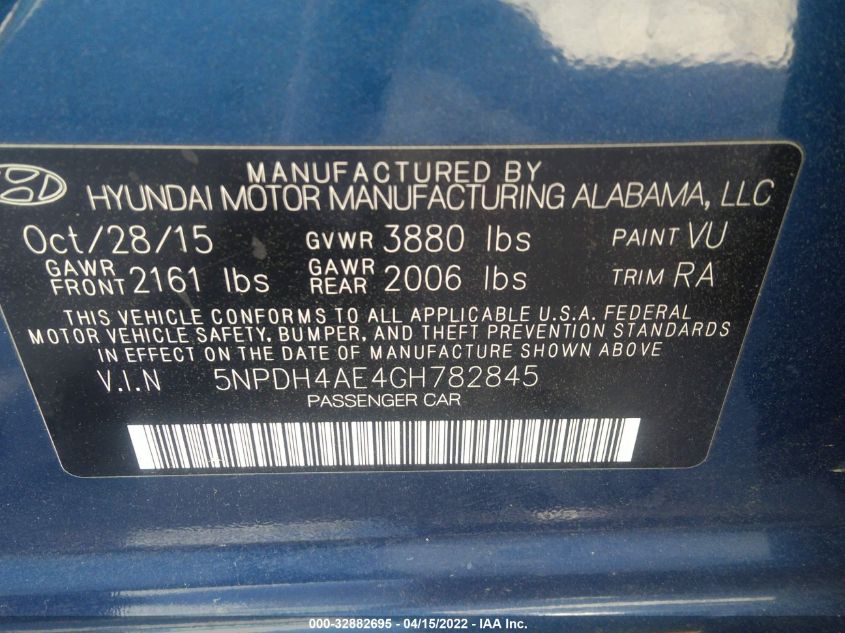 MANUFACTURED BY
HYUNDAI MOTOR MANUFACTURING ALABAMA, LLC
Oct/28/15 GVWR 3880 lbs PAINT VU
GAWR FRONT 2161 lbs GAWR REAR 2006 lbs TRIM RA
THIS VEHICLE CONFORMS TO ALL APPLICABLE U.S.A. FEDERAL
MOTOR VEHICLE SAFETY, BUMPER, AND THEFT PREVENTION STANDARDS
IN EFFECT ON THE DATE OF MANUFACTURE SHOWN ABOVE
V.I.N 5NPDH4AE4GH782845
PASSENGER CAR
000-32882695 - 04/15/2022 - IAA Inc.